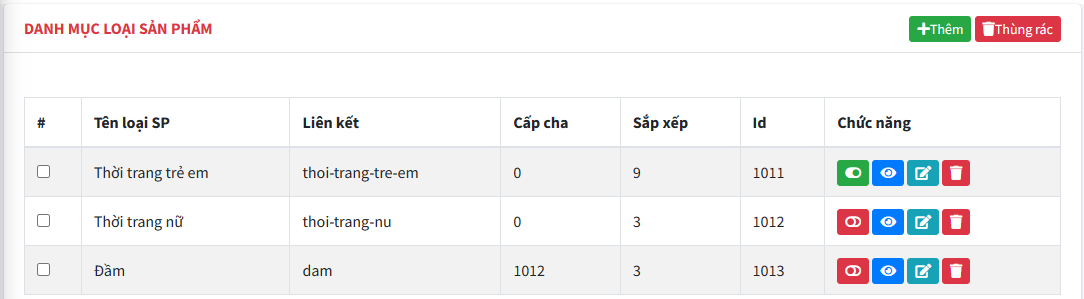 DANH MỤC LOẠI SẢN PHẨM Thêm Thùng rác
# Tên loại SP Liên kết Cấp cha Sắp xếp Id Chức năng
Thời trang trẻ em thoi-trang-tre-em 0 9 1011
Thời trang nữ thoi-trang-nu 0 3 1012
Đầm dam 1012 3 1013